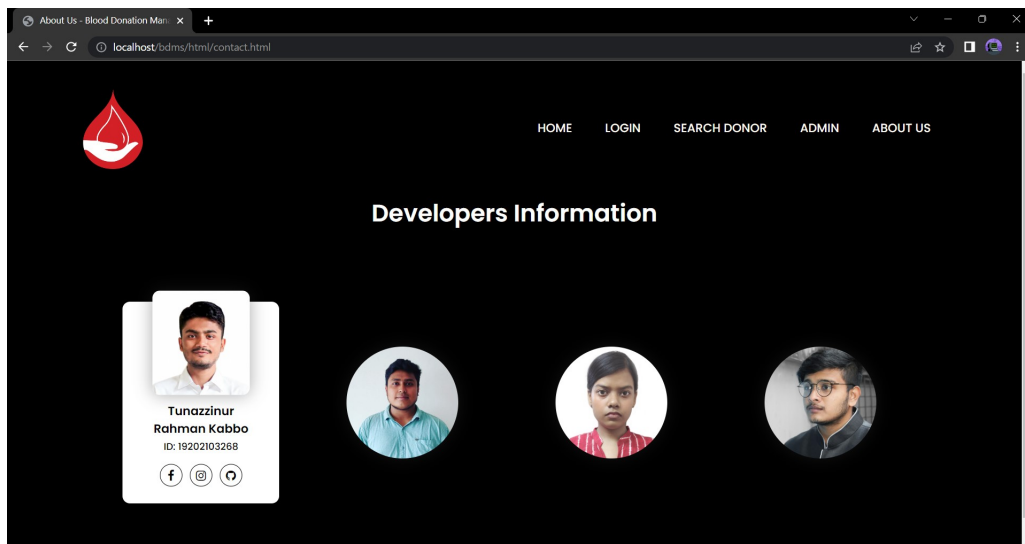 About Us - Blood Donation Man
localhost/bdms/html/contact.html
HOME LOGIN SEARCH DONOR ADMIN ABOUT US
Developers Information
Tunazzinur
Rahman Kabbo
ID: 19202103268